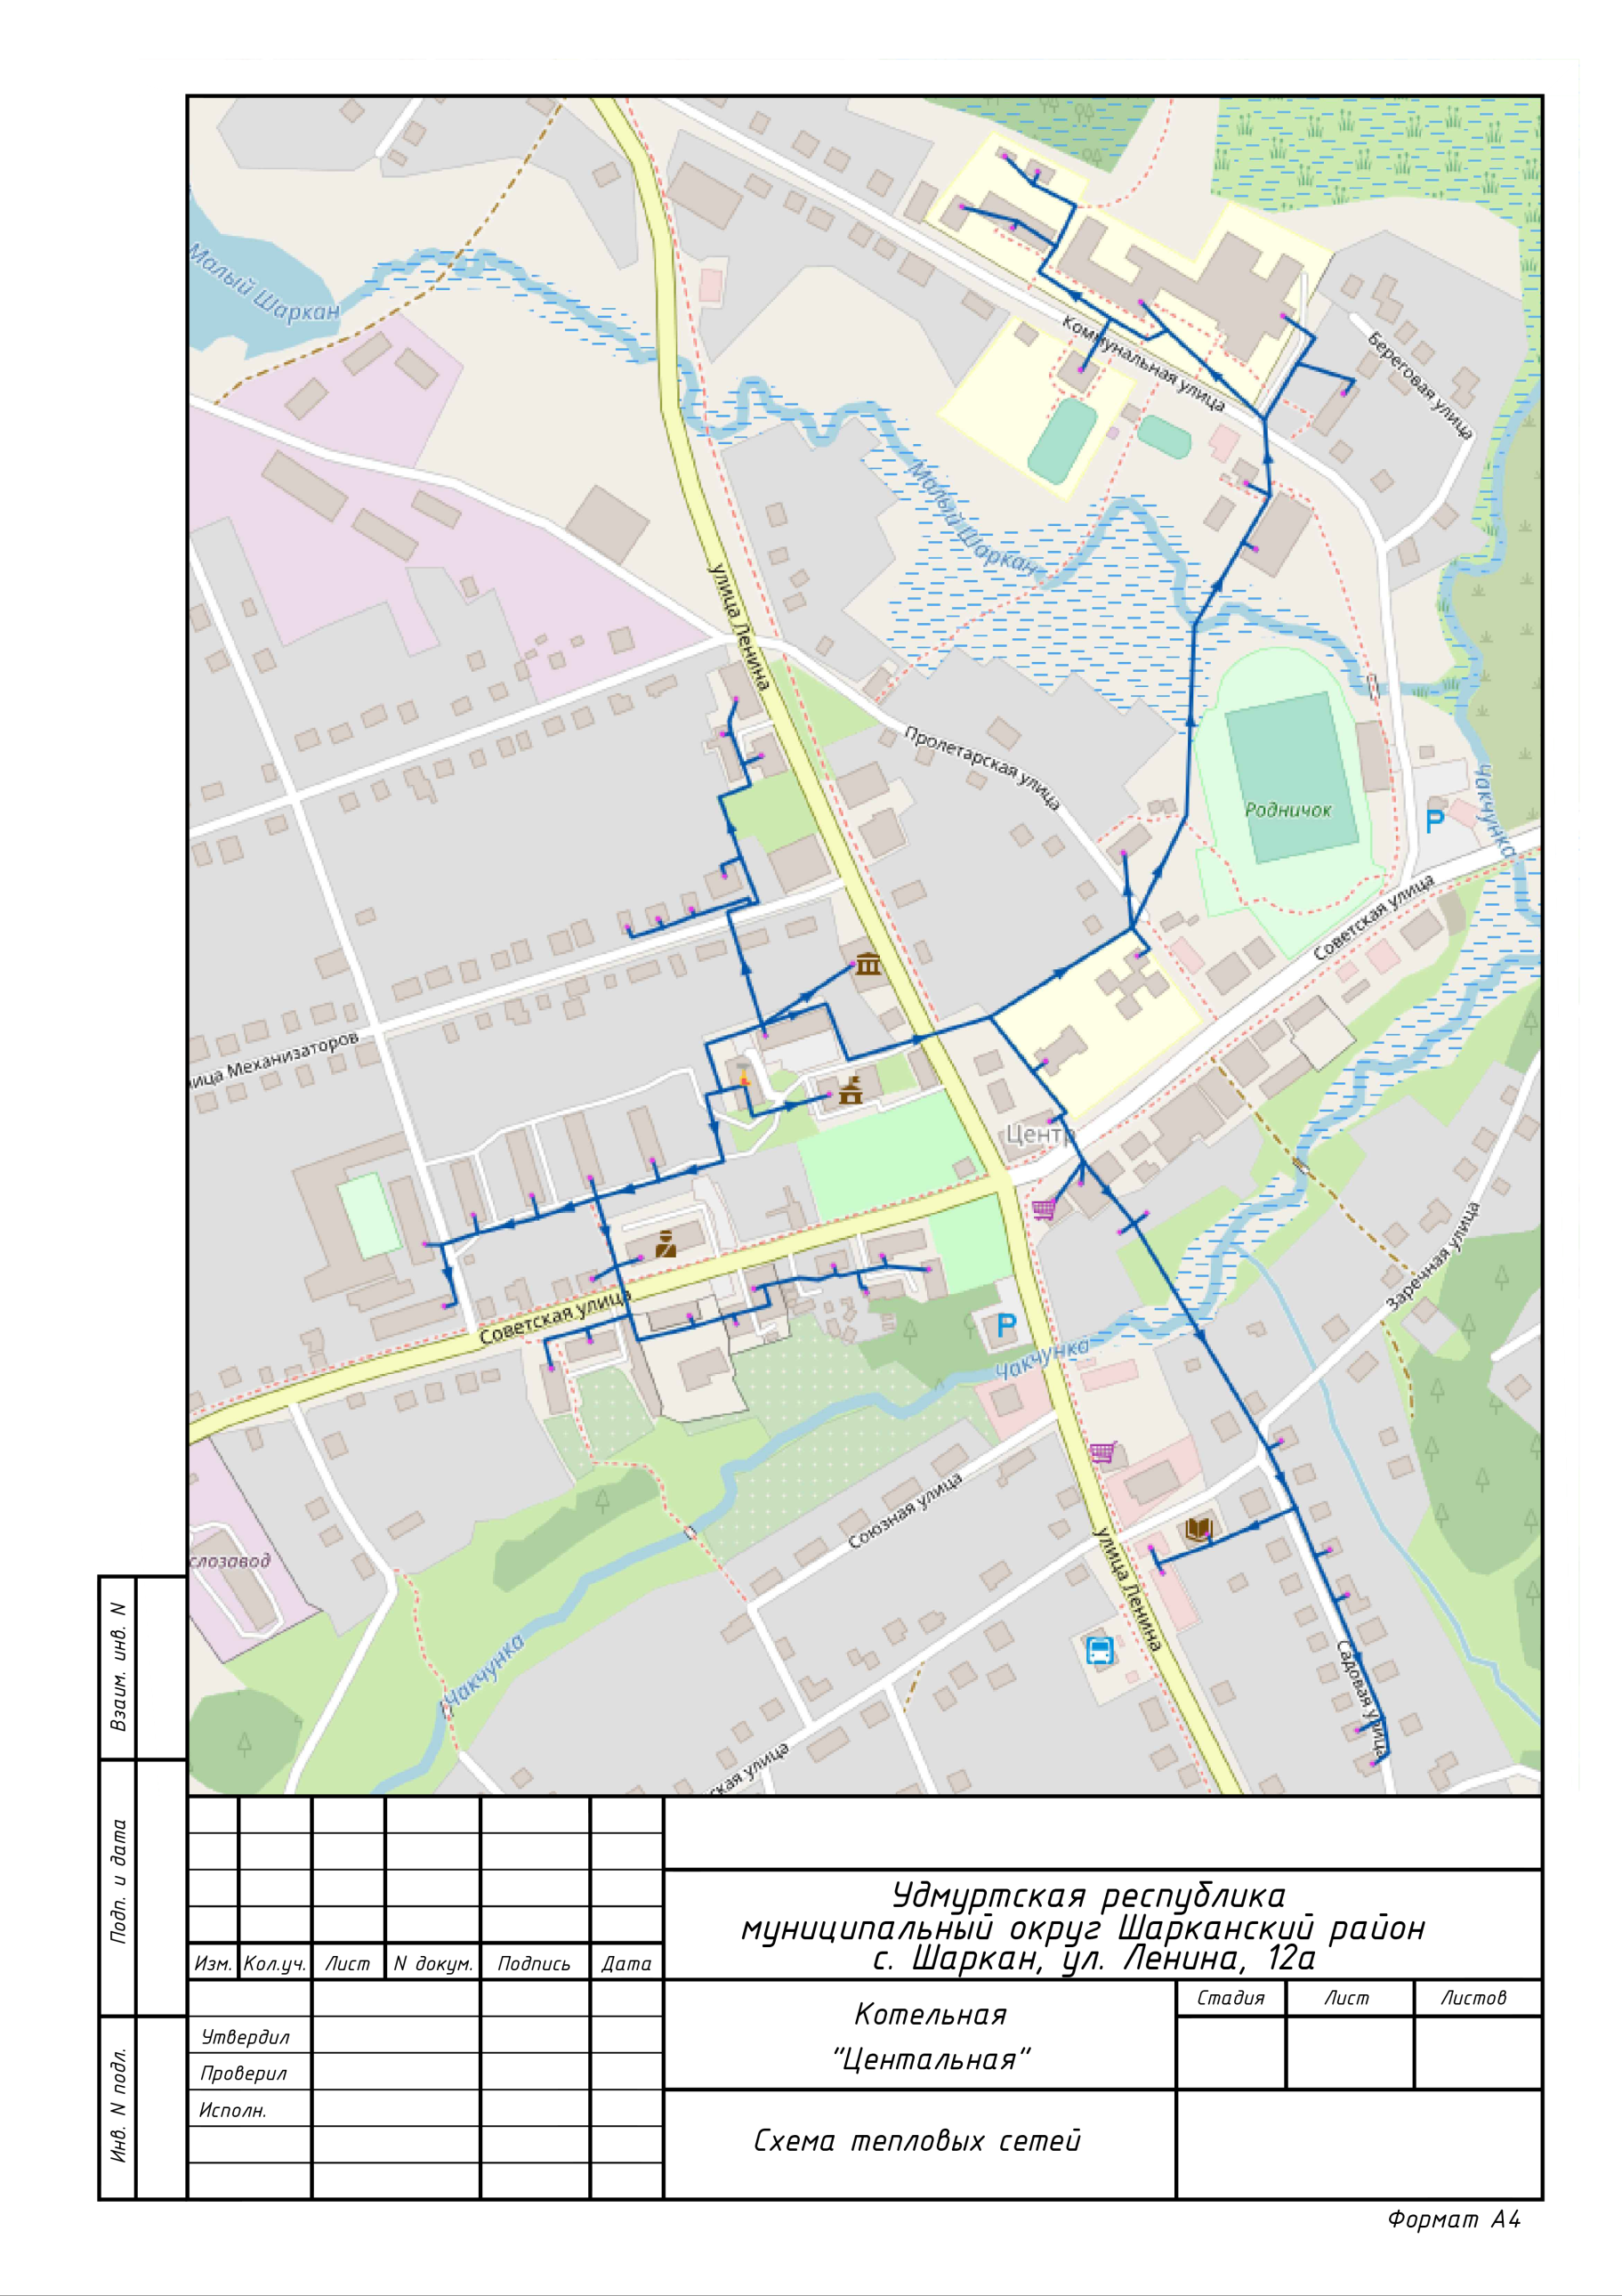 Малый Шаркан
Коммунальная улица
Береговая улица
Малый Шаркан
улица Ленина
Пролетарская улица
Родничок
P
Чакчунка
Советская улица
ица Механизаторов
Центр
Заречная улица
Советская улица
P
Чакчунка
Союзная улица
слозавод
улица Ленина
Чакчунка
Садовая улица
ская улица
Взаим. инв. N
Подп. и дата
Инв. N подл.
Удмуртская республика
муниципальный округ Шарканский район
с. Шаркан, ул. Ленина, 12а
Изм. Кол.уч. Лист N докум. Подпись Дата
Котельная
"Центальная"
Стадия Лист Листов
Утвердил
Проверил
Исполн.
Схема тепловых сетей
Формат А4